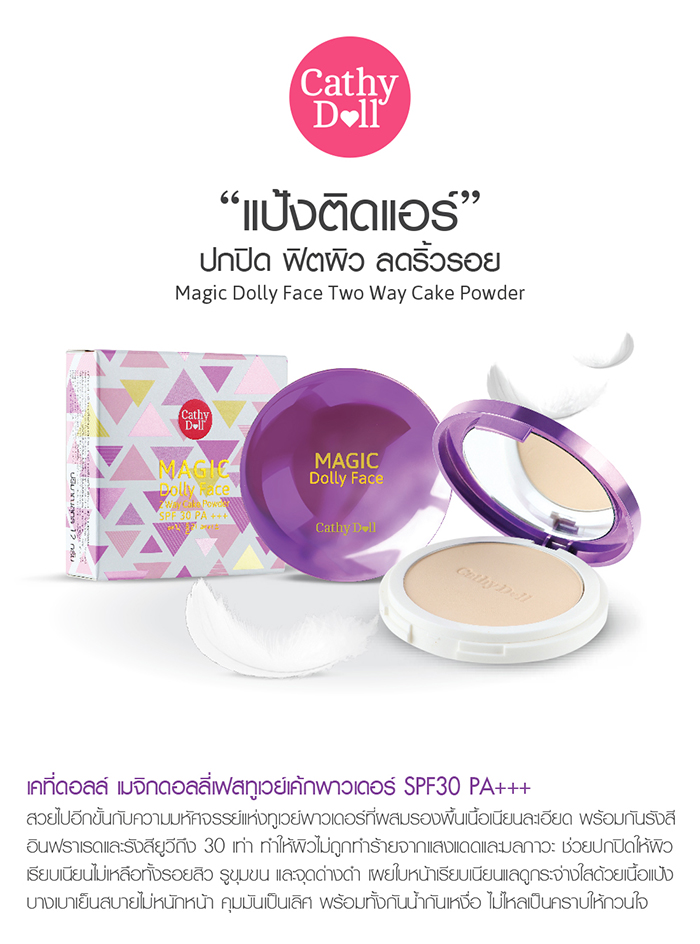 Cathy
Doll
“แป้งติดแอร์”
ปกปิด ฟิตผิว ลดริ้วรอย
Magic Dolly Face Two Way Cake Powder
Cathy
Doll
MAGIC
Dolly Face
2 Way Cake Powder
SPF 30 PA +++
MAGIC
Dolly Face
Cathy Doll
Cathy Doll
เคที่ดอลล์ เมจิกดอลลี่เฟสทูเวย์เค้กพาวเดอร์ SPF30 PA+++
สวยไปอีกขั้นกับความมหัศจรรย์แห่งทูเวย์พาวเดอร์ที่ผสมรองพื้นเนื้อเนียนละเอียด พร้อมกันรังสี
อินฟราเรดและรังสียูวีถึง 30 เท่า ทำให้ผิวไม่ถูกทำร้ายจากแสงแดดและมลภาวะ ช่วยปกปิดให้ผิว
เรียบเนียนไม่เหลือทั้งรอยสิว รูขุมขน และจุดด่างดำ เผยใบหน้าเรียบเนียนแลดูกระจ่างใสด้วยเนื้อแป้ง
บางเบาเย็นสบายไม่หนักหน้า คุมมันเป็นเลิศ พร้อมทั้งกันน้ำกันเหงื่อ ไม่ไหลเป็นคราบให้กวนใจ